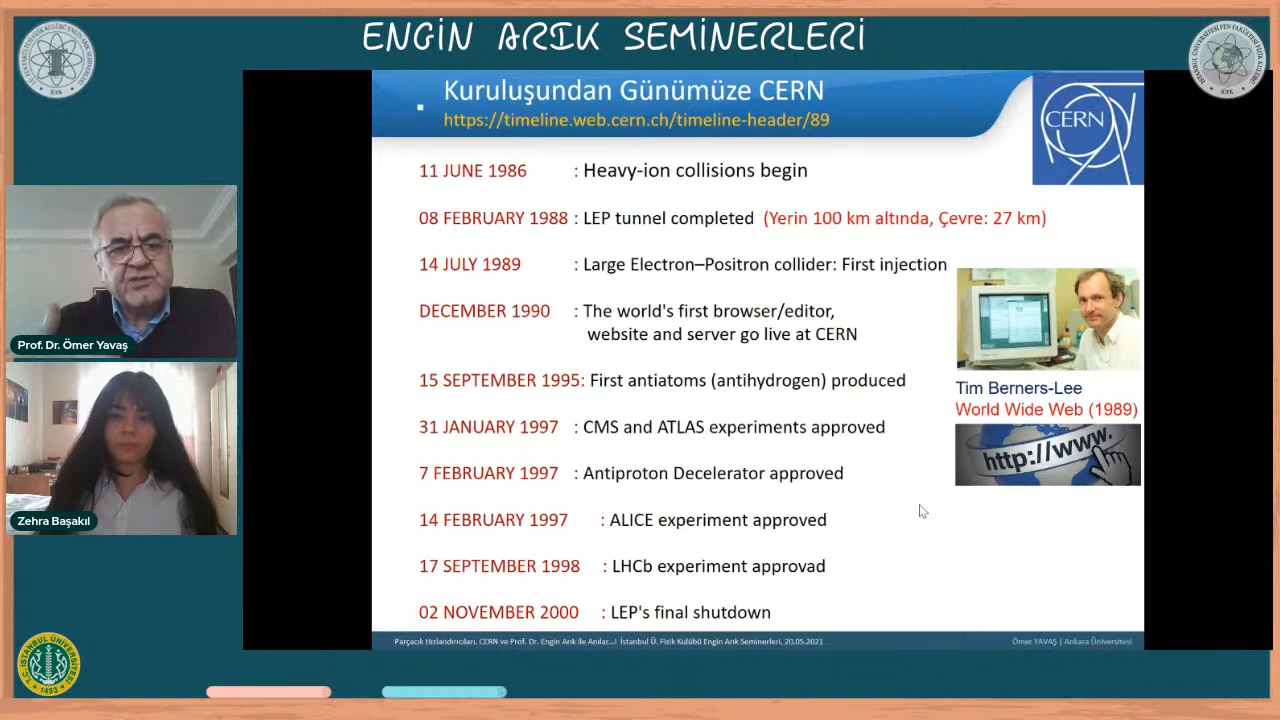 ENGİN ARIK SEMİNERLERİ
Kuruluşundan Günümüze CERN
https://timeline.web.cern.ch/timeline-header/89
CERN
11 JUNE 1986 : Heavy-ion collisions begin
08 FEBRUARY 1988 : LEP tunnel completed (Yerin 100 km altında, Çevre: 27 km)
14 JULY 1989 : Large Electron–Positron collider: First injection
DECEMBER 1990 : The world's first browser/editor,
website and server go live at CERN
15 SEPTEMBER 1995: First antiatoms (antihydrogen) produced
31 JANUARY 1997 : CMS and ATLAS experiments approved
7 FEBRUARY 1997 : Antiproton Decelerator approved
14 FEBRUARY 1997 : ALICE experiment approved
17 SEPTEMBER 1998 : LHCb experiment approvad
02 NOVEMBER 2000 : LEP's final shutdown
Tim Berners-Lee
World Wide Web (1989)
http://www.
Prof. Dr. Ömer Yavaş
Zehra Başakıl
Parçacık Hızlandırıcıları, CERN ve Prof. Dr. Engin Arık ile Anılar...I İstanbul Ü. Fizik Kulübü Engin Arık Seminerleri, 20.05.2021
Ömer YAVAŞ | Ankara Üniversitesi
T.C. İSTANBUL ÜNİVERSİTESİ
1453